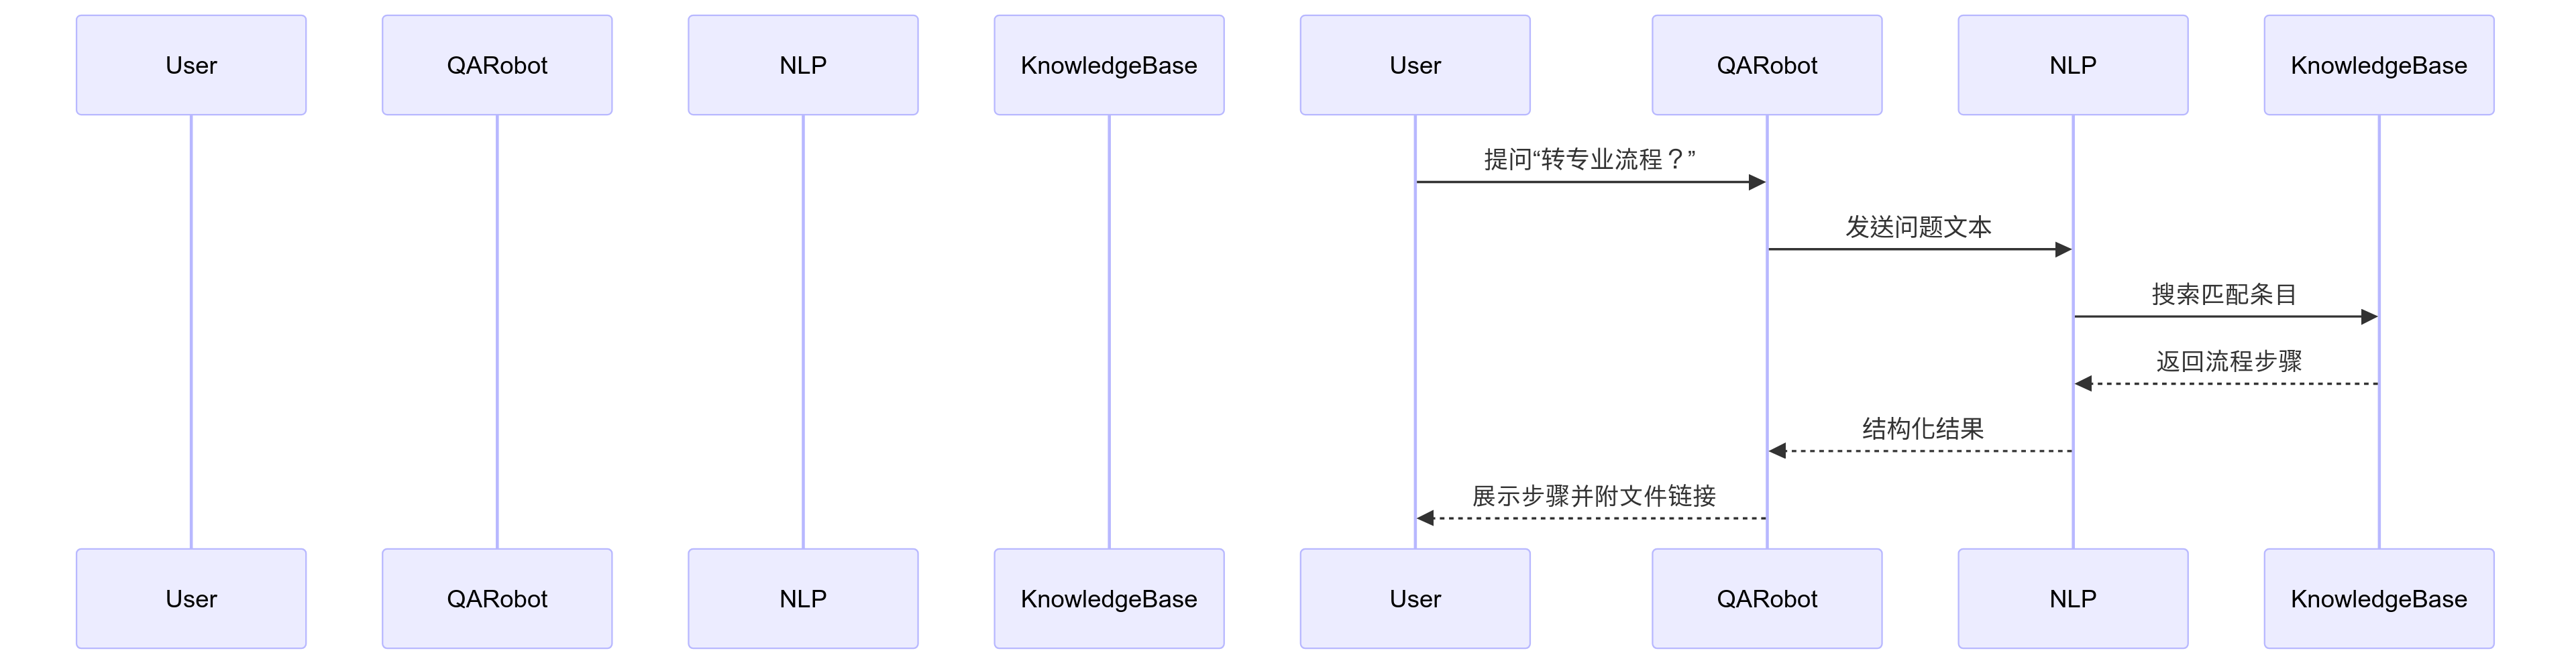 User
QARobot
NLP
KnowledgeBase
User
QARobot
NLP
KnowledgeBase
提问“转专业流程？”
发送问题文本
搜索匹配条目
返回流程步骤
结构化结果
展示步骤并附文件链接
User
QARobot
NLP
KnowledgeBase
User
QARobot
NLP
KnowledgeBase